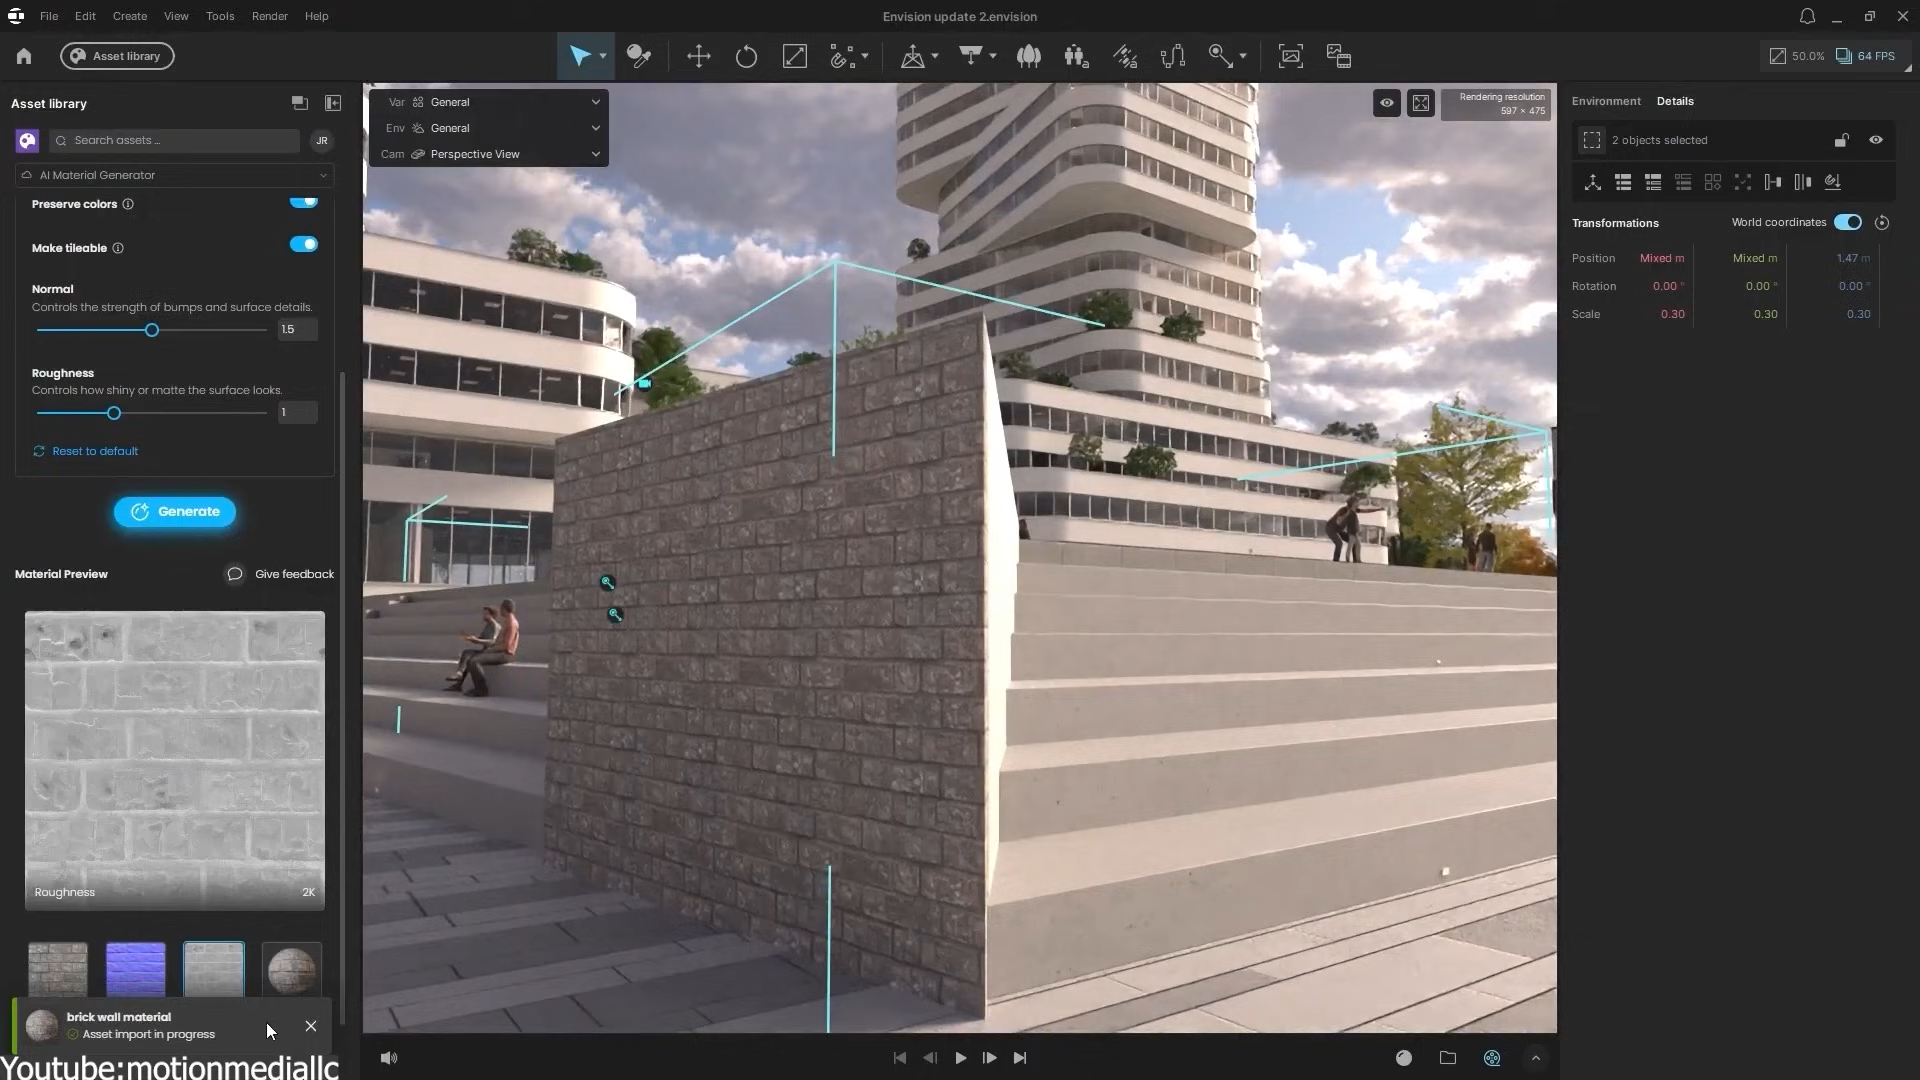 File Edit Create View Tools Render Help
Envision update 2.envision
Asset library
50.0% 64 FPS
Asset library
Search assets ...
JR
AI Material Generator
Preserve colors
Make tileable
Normal
Controls the strength of bumps and surface details.
1.5
Roughness
Controls how shiny or matte the surface looks.
1
Reset to default
Generate
Material Preview
Give feedback
Roughness 2K
brick wall material
Asset import in progress
Youtube:motionmediallc
Var General
Env General
Cam Perspective View
Rendering resolution
597 × 475
Environment Details
2 objects selected
Transformations World coordinates
Position Mixed m Mixed m 1.47 m
Rotation 0.00 ° 0.00 ° 0.00 °
Scale 0.30 0.30 0.30